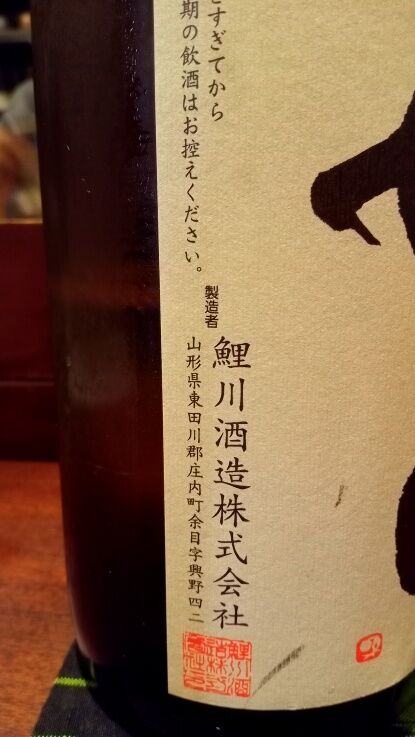 とすぎてから
期の飲酒はお控えください。
製造者
鯉川酒造株式会社
山形県東田川郡庄内町余目字興野四二